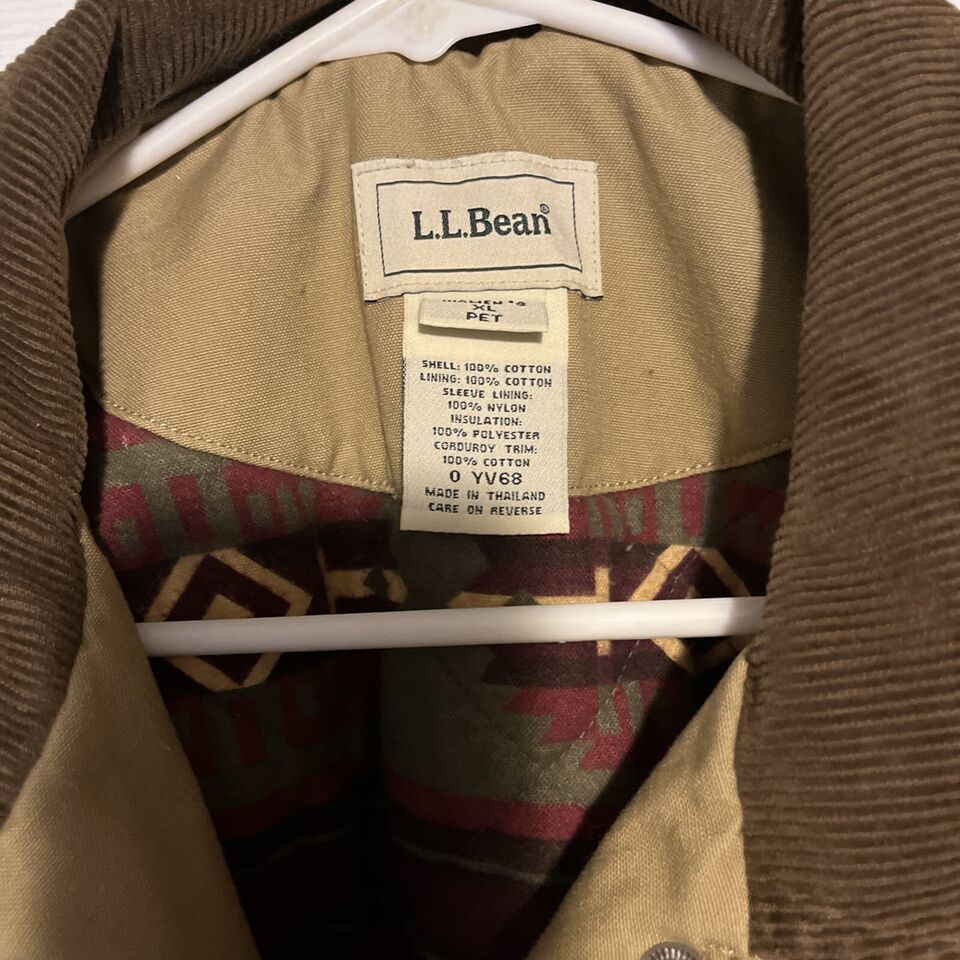 L.L.Bean®
WOMEN'S
XL
PET
SHELL: 100% COTTON
LINING: 100% COTTON
SLEEVE LINING:
100% NYLON
INSULATION:
100% POLYESTER
CORDUROY TRIM:
100% COTTON
0 YV68
MADE IN THAILAND
CARE ON REVERSE